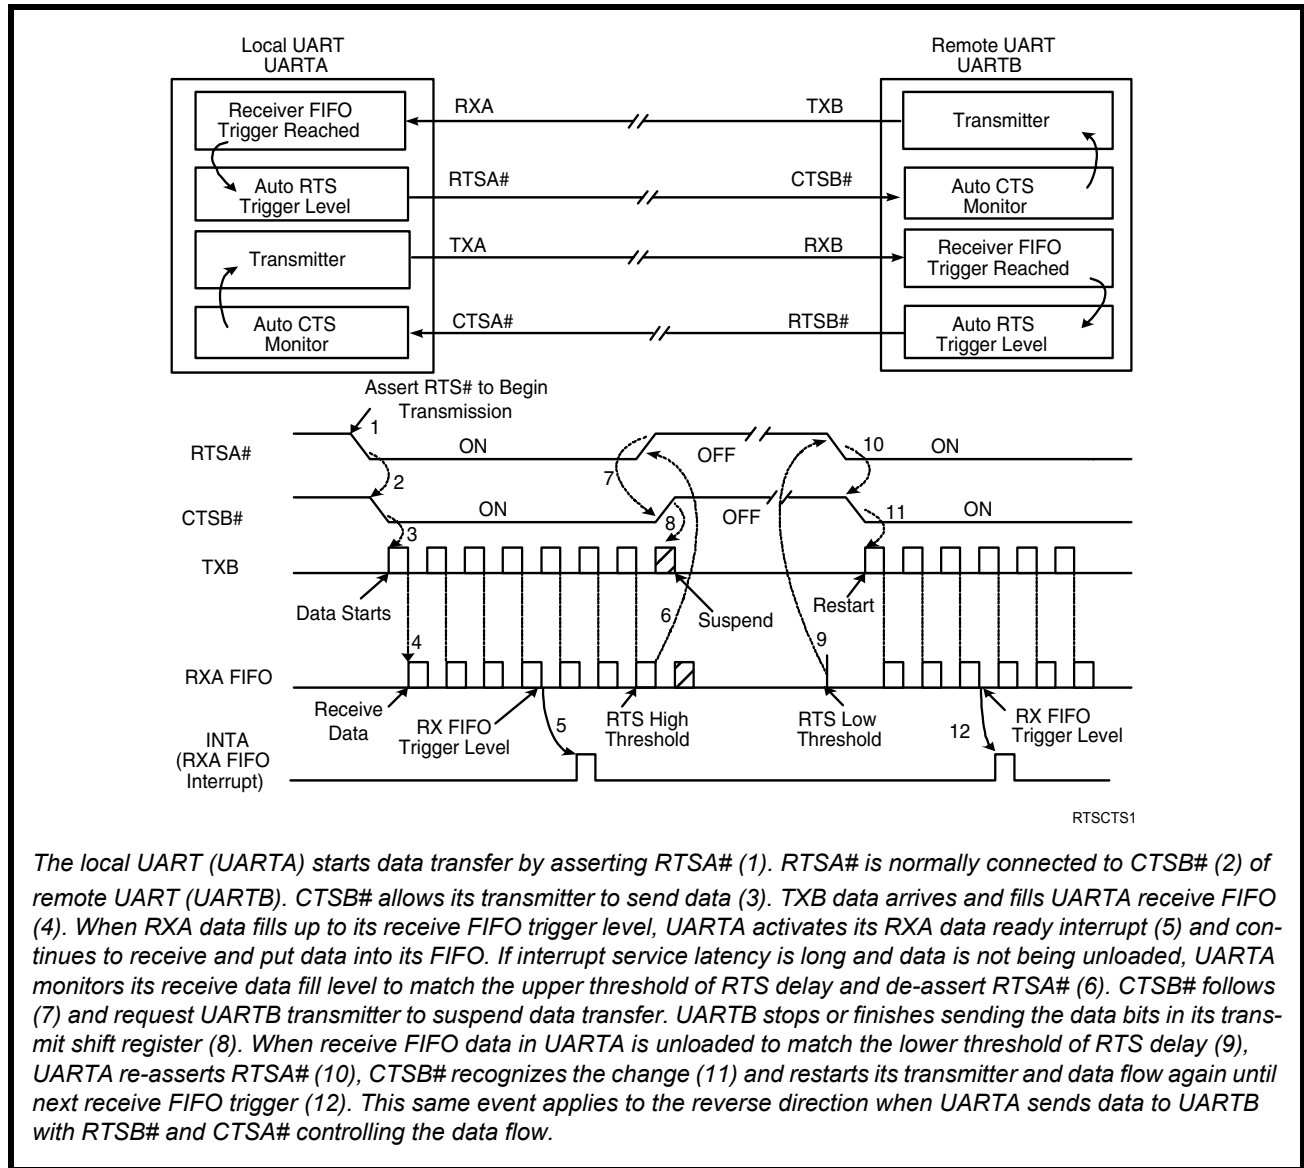 Local UART
UARTA
Remote UART
UARTB
Receiver FIFO
Trigger Reached
RXA
TXB
Transmitter
Auto RTS
Trigger Level
RTSA#
CTSB#
Auto CTS
Monitor
Transmitter
TXA
RXB
Receiver FIFO
Trigger Reached
Auto CTS
Monitor
CTSA#
RTSB#
Auto RTS
Trigger Level
Assert RTS# to Begin
Transmission
1
RTSA#
ON
OFF
10
ON
2
7
CTSB#
ON
OFF
11
ON
3
8
TXB
Data Starts
Suspend
Restart
4
6
9
RXA FIFO
Receive
Data
RX FIFO
Trigger Level
5
RTS High
Threshold
RTS Low
Threshold
12
RX FIFO
Trigger Level
INTA
(RXA FIFO
Interrupt)
RTSCTS1
The local UART (UARTA) starts data transfer by asserting RTSA# (1). RTSA# is normally connected to CTSB# (2) of
remote UART (UARTB). CTSB# allows its transmitter to send data (3). TXB data arrives and fills UARTA receive FIFO
(4). When RXA data fills up to its receive FIFO trigger level, UARTA activates its RXA data ready interrupt (5) and con-
tinues to receive and put data into its FIFO. If interrupt service latency is long and data is not being unloaded, UARTA
monitors its receive data fill level to match the upper threshold of RTS delay and de-assert RTSA# (6). CTSB# follows
(7) and request UARTB transmitter to suspend data transfer. UARTB stops or finishes sending the data bits in its trans-
mit shift register (8). When receive FIFO data in UARTA is unloaded to match the lower threshold of RTS delay (9),
UARTA re-asserts RTSA# (10), CTSB# recognizes the change (11) and restarts its transmitter and data flow again until
next receive FIFO trigger (12). This same event applies to the reverse direction when UARTA sends data to UARTB
with RTSB# and CTSA# controlling the data flow.